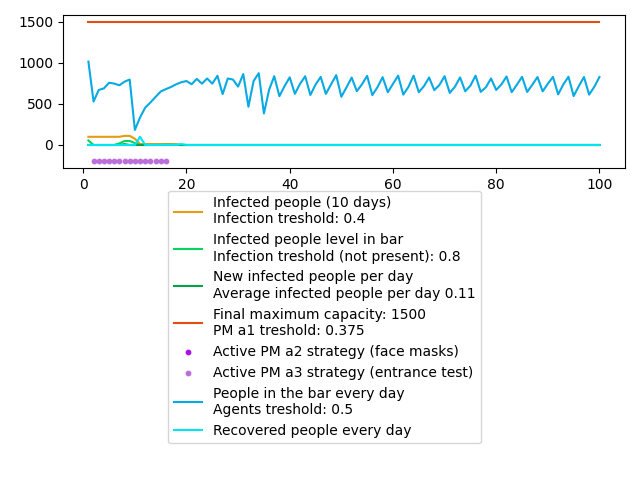 1500
1000
500
0
0 20 40 60 80 100
Infected people (10 days)
Infection treshold: 0.4
Infected people level in bar
Infection treshold (not present): 0.8
New infected people per day
Average infected people per day 0.11
Final maximum capacity: 1500
PM a1 treshold: 0.375
Active PM a2 strategy (face masks)
Active PM a3 strategy (entrance test)
People in the bar every day
Agents treshold: 0.5
Recovered people every day